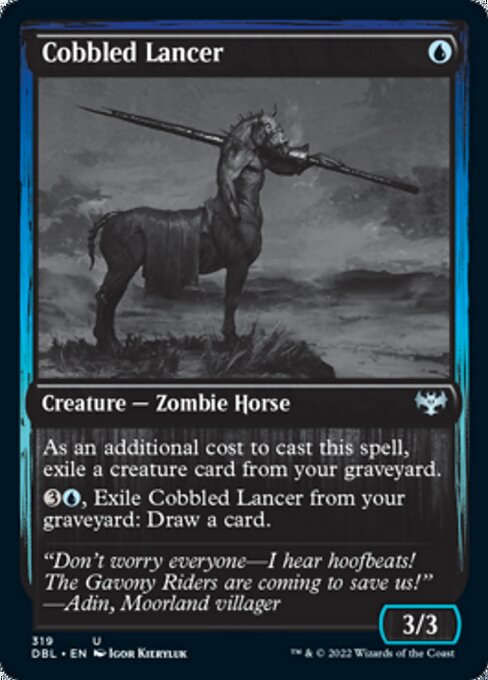 Cobbled Lancer
Creature — Zombie Horse
As an additional cost to cast this spell,
exile a creature card from your graveyard.
3, Exile Cobbled Lancer from your
graveyard: Draw a card.
“Don’t worry everyone—I hear hoofbeats!
The Gavony Riders are coming to save us!”
—Adin, Moorland villager
3/3
319 U
DBL • EN Igor Kieryluk
™ & © 2022 Wizards of the Coast